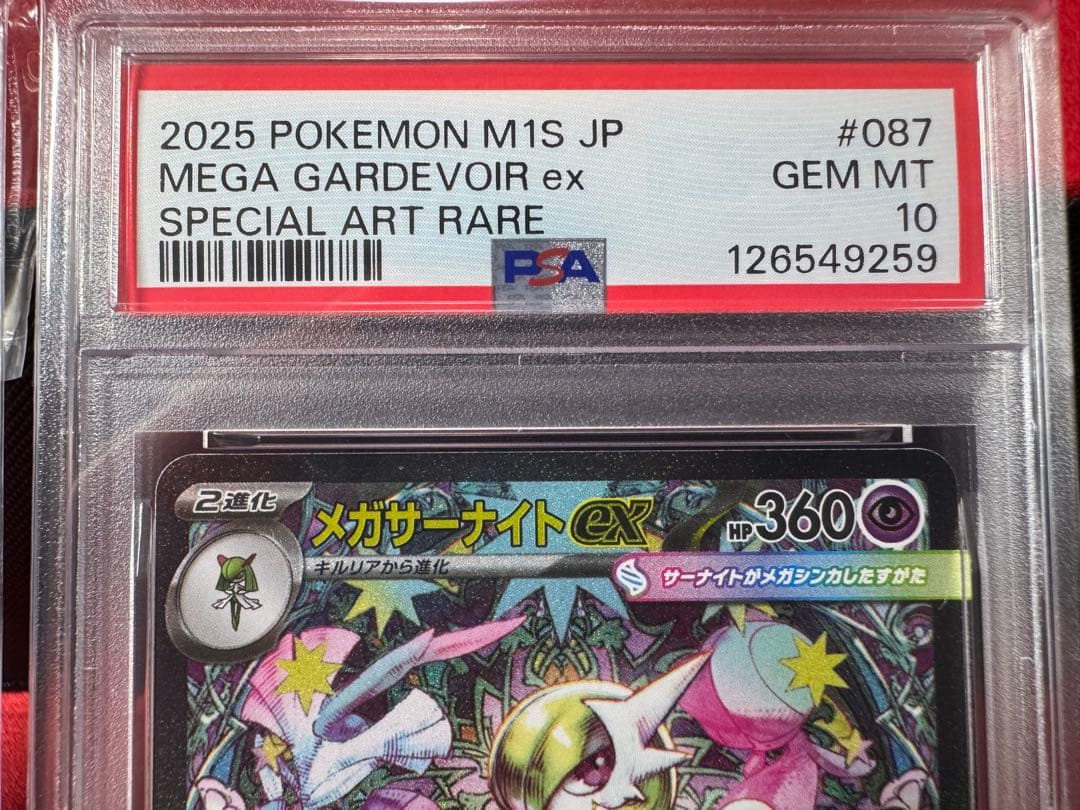 2025 POKEMON M1S JP #087
MEGA GARDEVOIR ex GEM MT
SPECIAL ART RARE 10
PSA 126549259
2進化
メガサーナイトex HP360
キルリアから進化
サーナイトがメガシンカしたすがた